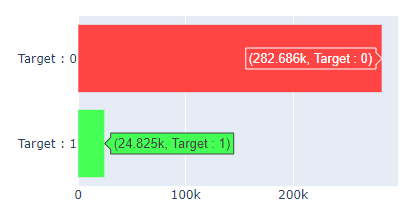 Target : 0
(282.686k, Target : 0)
Target : 1
(24.825k, Target : 1)
0
100k
200k